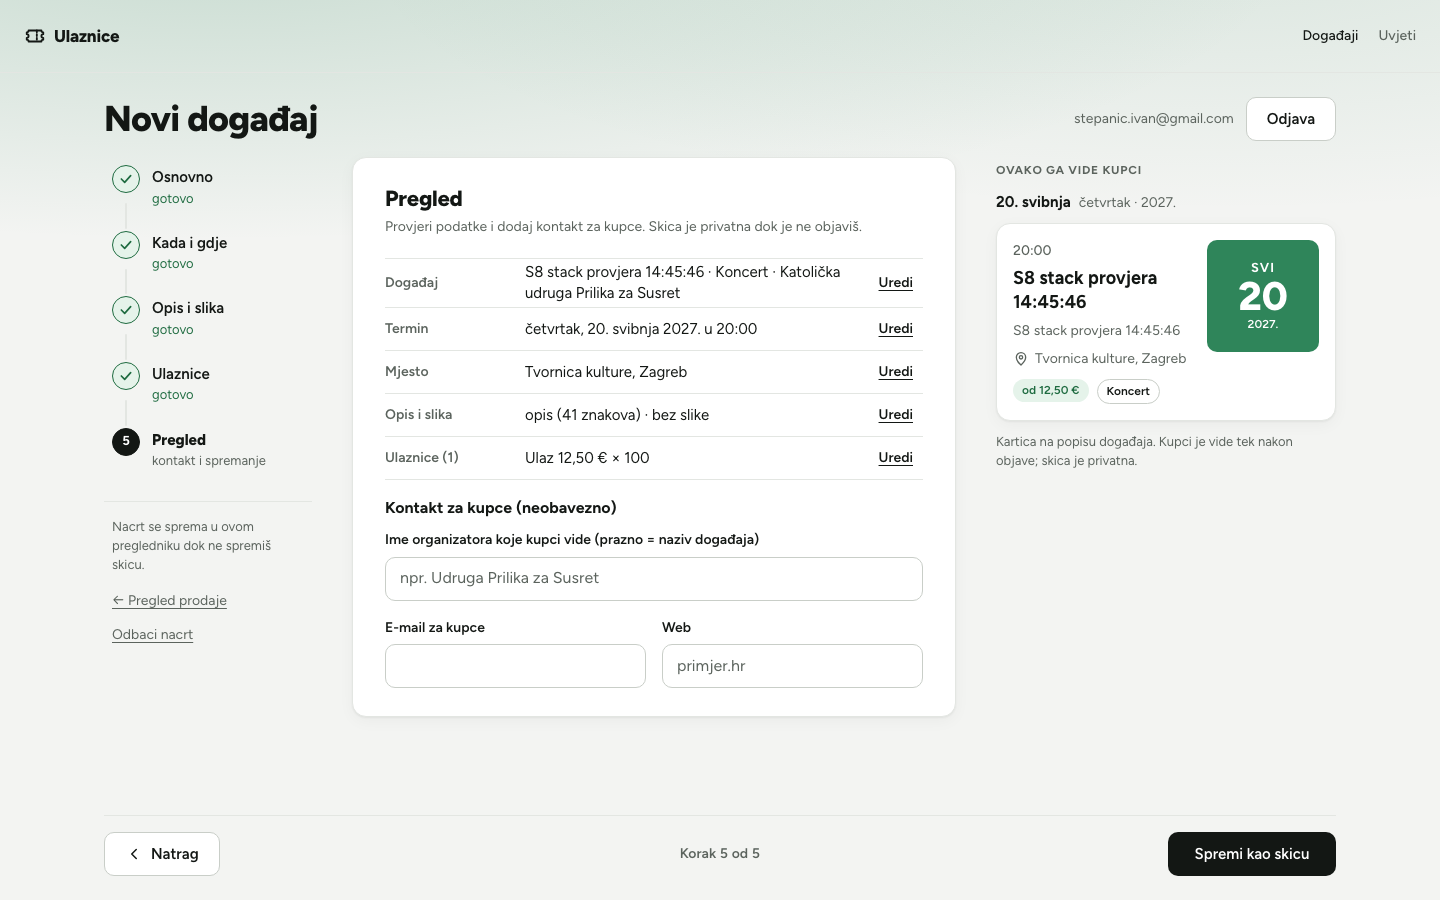 Ulaznice
Događaji
Uvjeti
Novi događaj
stepanic.ivan@gmail.com
Odjava
Osnovno
gotovo
Kada i gdje
gotovo
Opis i slika
gotovo
Ulaznice
gotovo
5
Pregled
kontakt i spremanje
Nacrt se sprema u ovom
pregledniku dok ne spremiš
skicu.
← Pregled prodaje
Odbaci nacrt
Pregled
Provjeri podatke i dodaj kontakt za kupce. Skica je privatna dok je ne objaviš.
Događaj
S8 stack provjera 14:45:46 · Koncert · Katolička
udruga Prilika za Susret
Uredi
Termin
četvrtak, 20. svibnja 2027. u 20:00
Uredi
Mjesto
Tvornica kulture, Zagreb
Uredi
Opis i slika
opis (41 znakova) · bez slike
Uredi
Ulaznice (1)
Ulaz 12,50 € × 100
Uredi
Kontakt za kupce (neobavezno)
Ime organizatora koje kupci vide (prazno = naziv događaja)
npr. Udruga Prilika za Susret
E-mail za kupce
Web
primjer.hr
OVAKO GA VIDE KUPCI
20. svibnja četvrtak · 2027.
20:00
S8 stack provjera
14:45:46
S8 stack provjera 14:45:46
Tvornica kulture, Zagreb
od 12,50 €
Koncert
SVI
20
2027.
Kartica na popisu događaja. Kupci je vide tek nakon
objave; skica je privatna.
Natrag
Korak 5 od 5
Spremi kao skicu